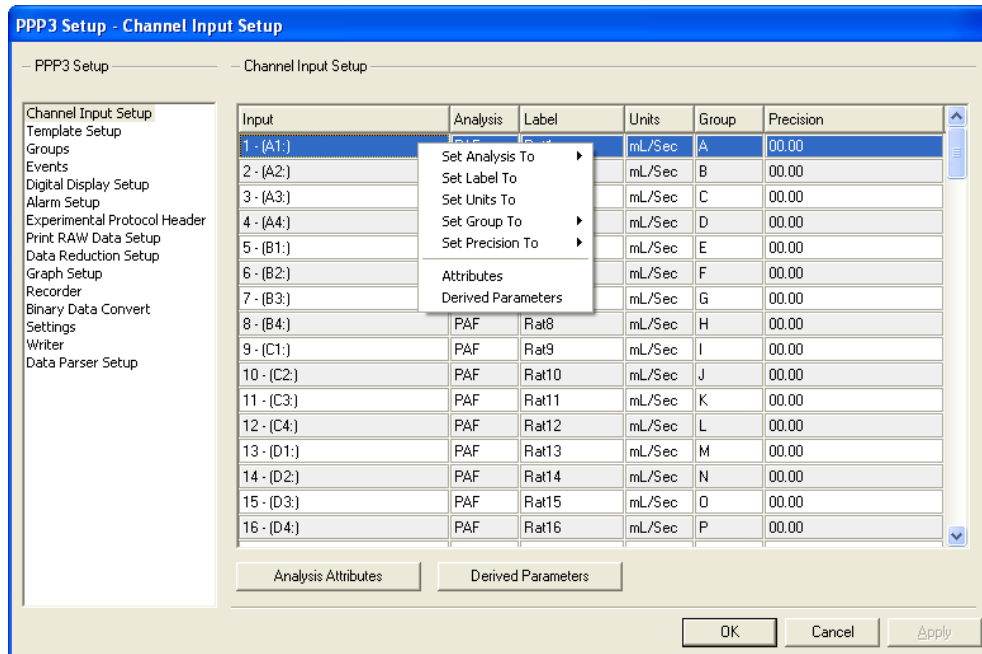 PPP3 Setup - Channel Input Setup
PPP3 Setup
Channel Input Setup
Template Setup
Groups
Events
Digital Display Setup
Alarm Setup
Experimental Protocol Header
Print RAW Data Setup
Data Reduction Setup
Graph Setup
Recorder
Binary Data Convert
Settings
Writer
Data Parser Setup
Channel Input Setup
Input Analysis Label Units Group Precision
1 - (A1:) mL/Sec A 00.00
2 - (A2:) mL/Sec B 00.00
3 - (A3:) mL/Sec C 00.00
4 - (A4:) mL/Sec D 00.00
5 - (B1:) mL/Sec E 00.00
6 - (B2:) mL/Sec F 00.00
7 - (B3:) mL/Sec G 00.00
8 - (B4:) PAF Rat8 mL/Sec H 00.00
9 - (C1:) PAF Rat9 mL/Sec I 00.00
10 - (C2:) PAF Rat10 mL/Sec J 00.00
11 - (C3:) PAF Rat11 mL/Sec K 00.00
12 - (C4:) PAF Rat12 mL/Sec L 00.00
13 - (D1:) PAF Rat13 mL/Sec M 00.00
14 - (D2:) PAF Rat14 mL/Sec N 00.00
15 - (D3:) PAF Rat15 mL/Sec O 00.00
16 - (D4:) PAF Rat16 mL/Sec P 00.00
Set Analysis To
Set Label To
Set Units To
Set Group To
Set Precision To
Attributes
Derived Parameters
Analysis Attributes
Derived Parameters
OK
Cancel
Apply